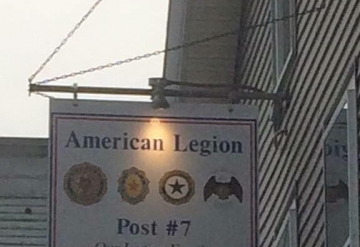 American Legion
Post #7